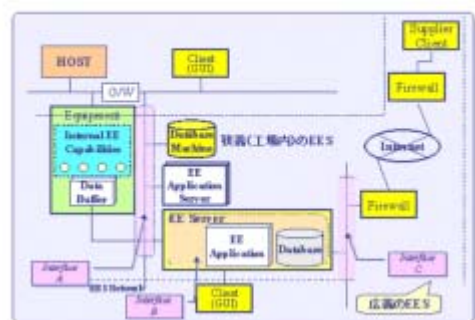 HOST
Client
(GUI)
Supplier
Client
G/W
Firewall
Equipment
Internal EE
Capabilities
Database
Machine
狭義(工場内)のEES
Internet
Data
Buffer
EE
Application
Server
Firewall
EE Server
EE
Application
Database
Interface
A
EES Network
Interface
B
Client
(GUI)
Interface
C
広義のEES